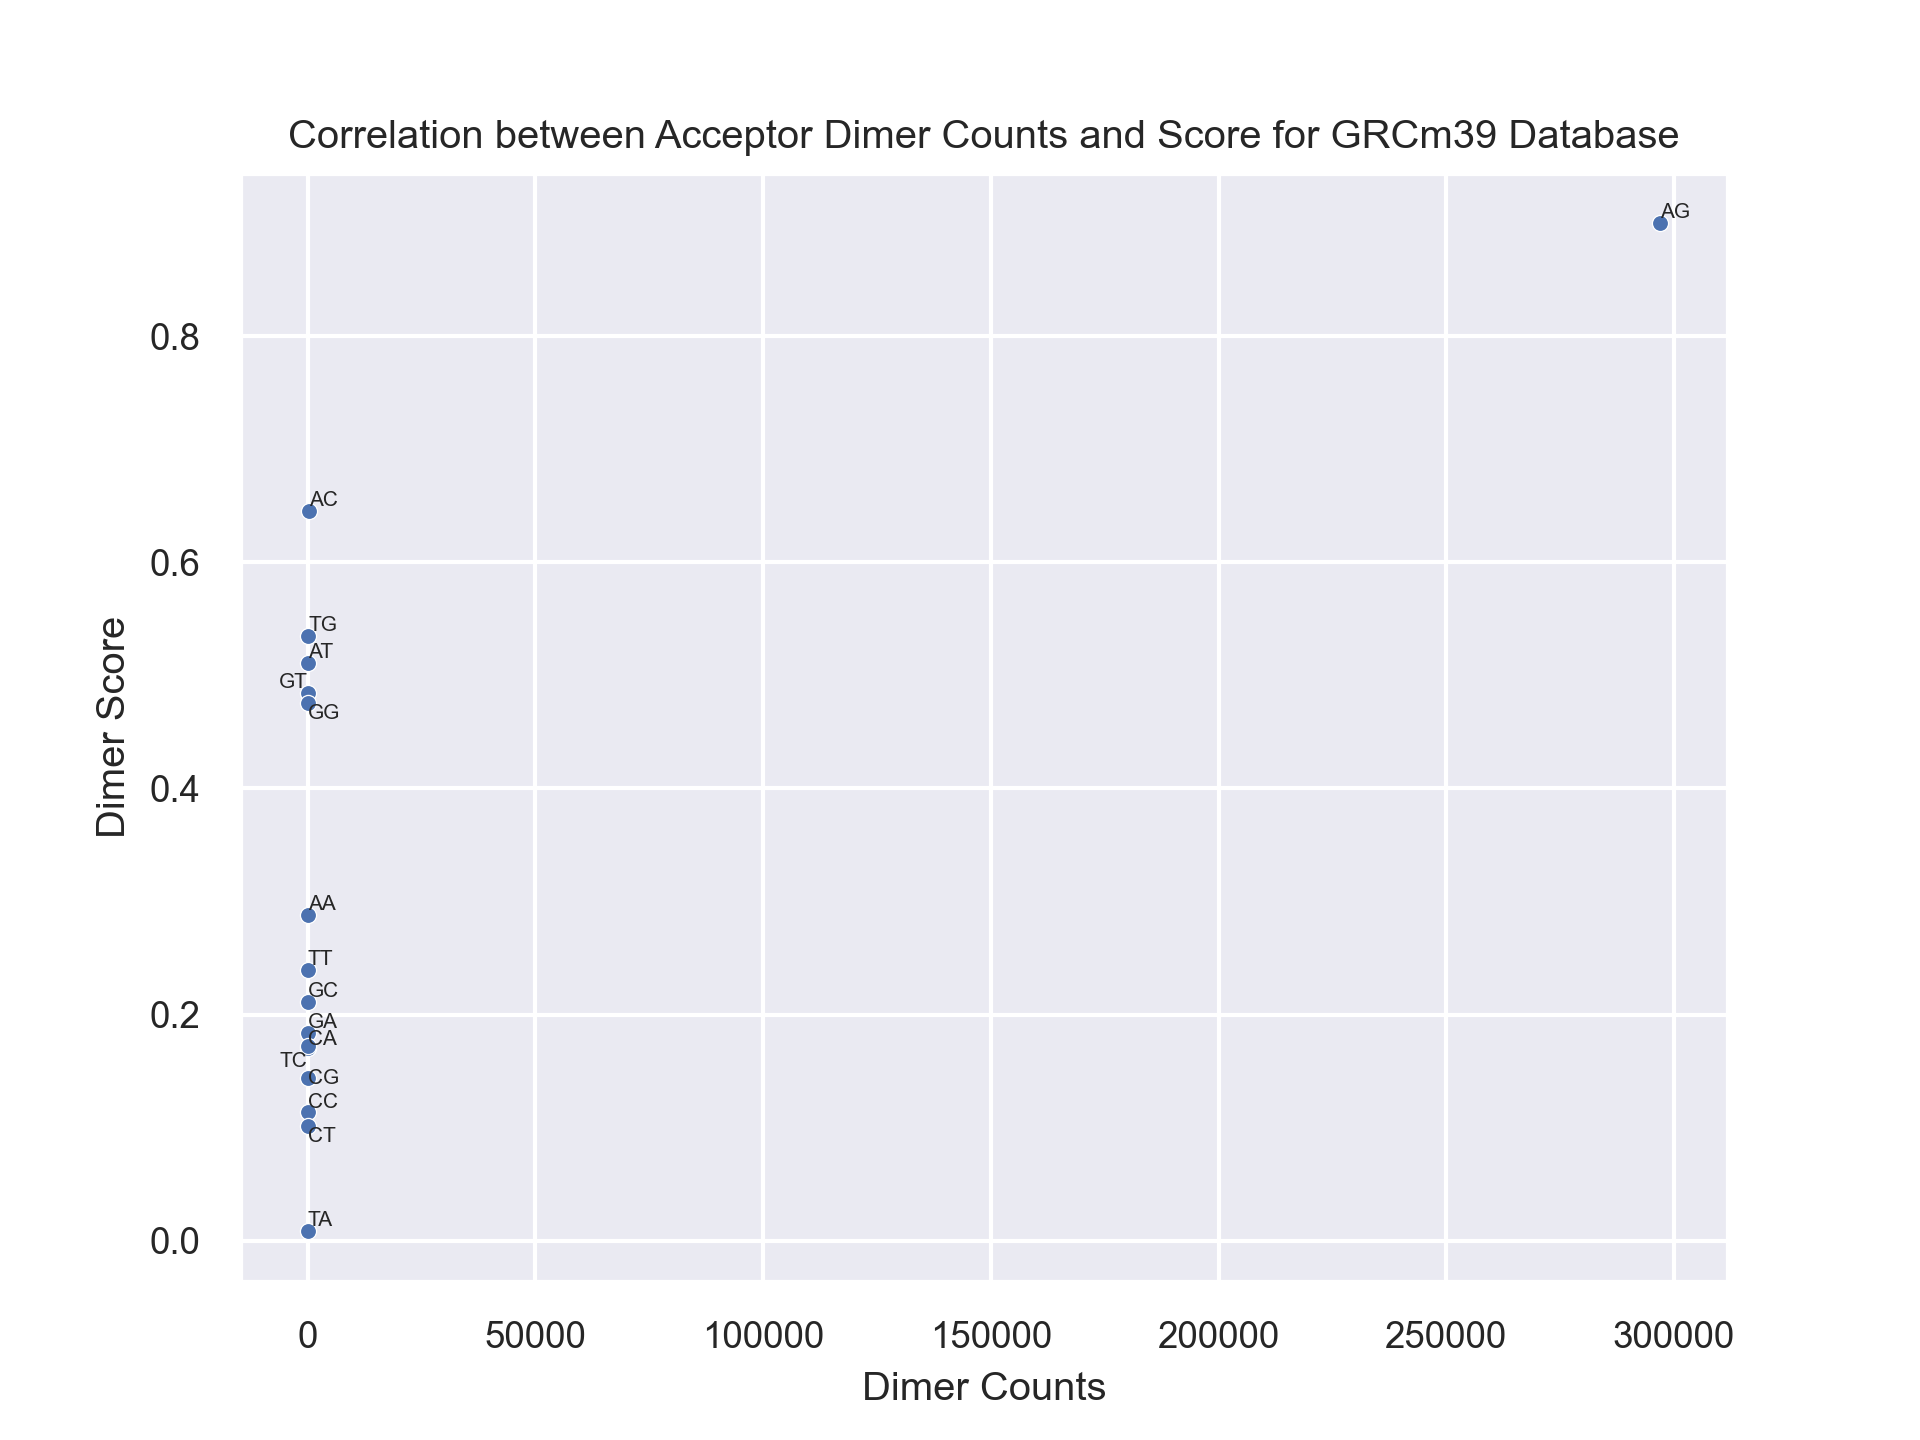 Correlation between Acceptor Dimer Counts and Score for GRCm39 Database
AG
0.8
AC
0.6
TG
AT
GT
GG
Dimer Score
0.4
AA
TT
GC
0.2
GA
CA
TC
CG
CC
CT
TA
0.0
0 50000 100000 150000 200000 250000 300000
Dimer Counts